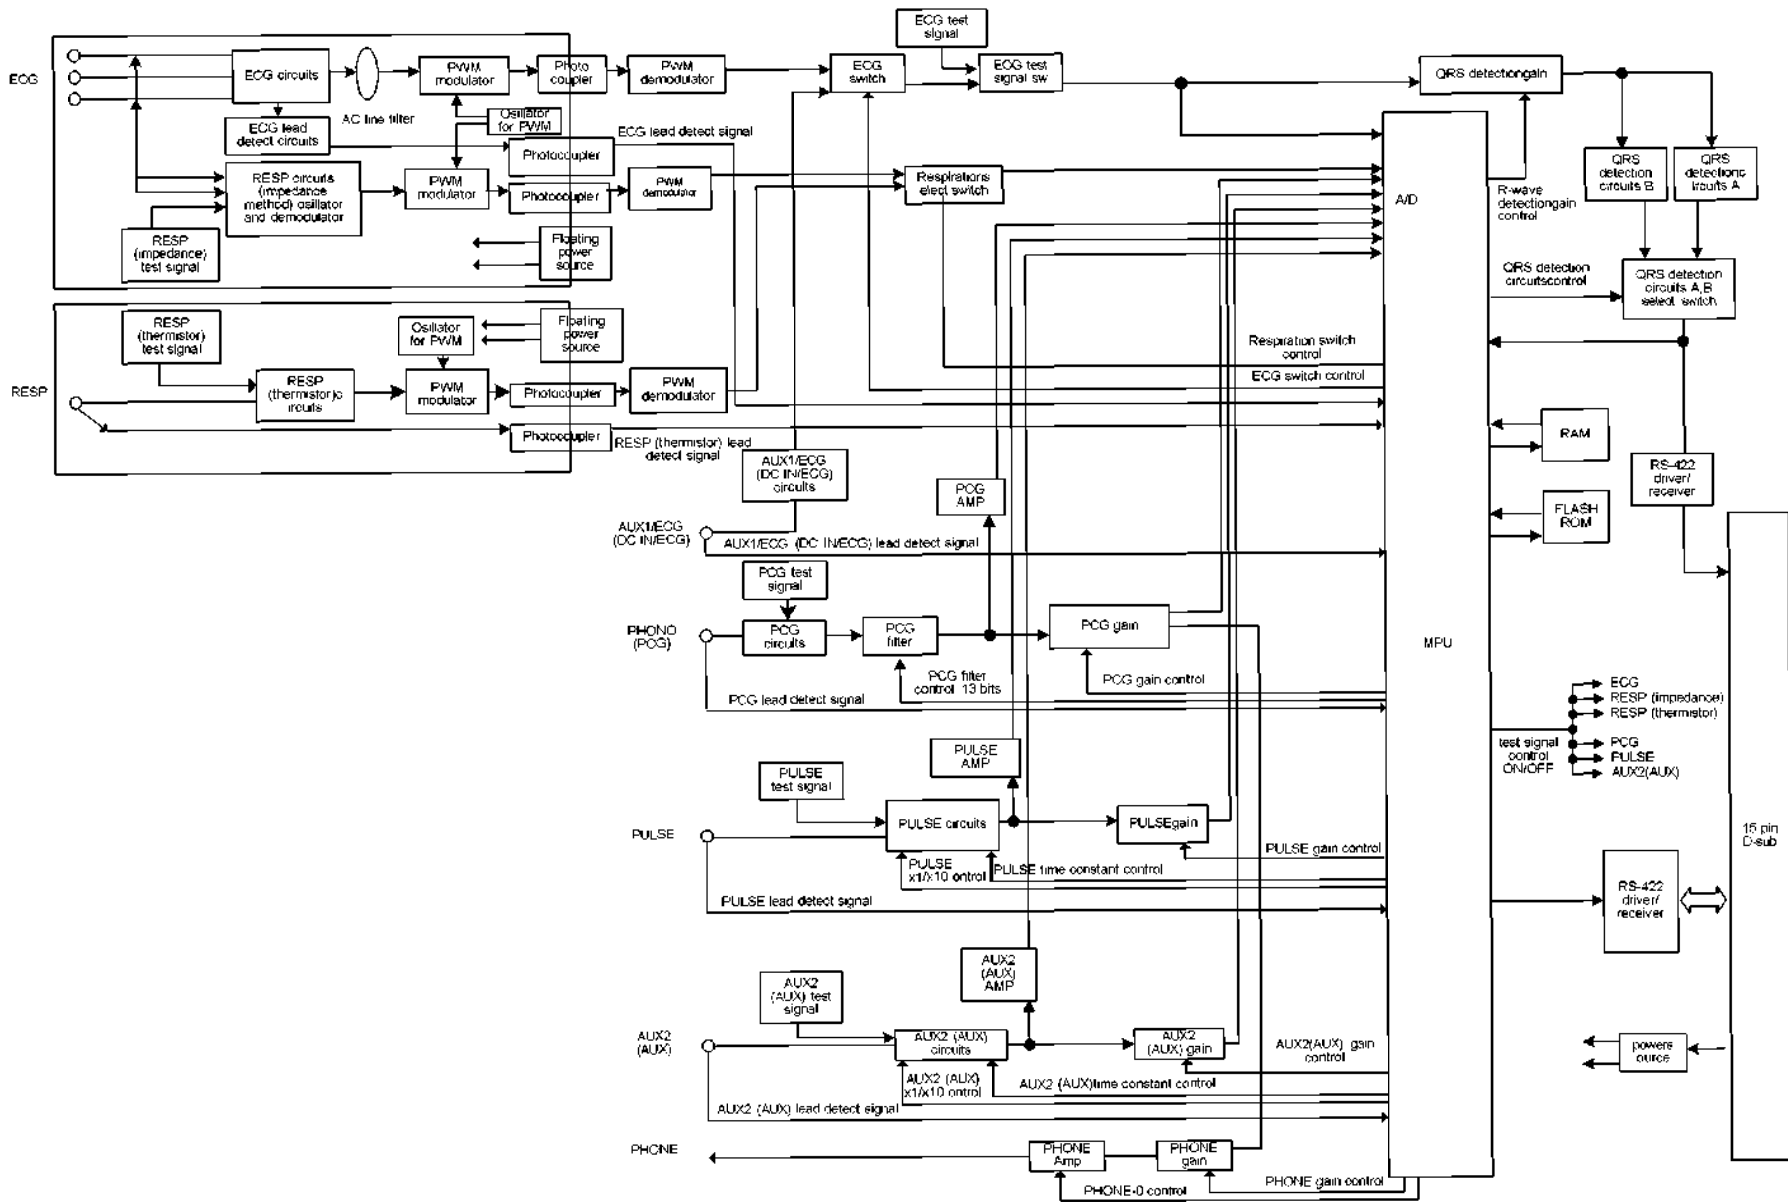 ECG test
signal
ECG
ECG circuits
PWM
modulator
Photo
coupler
PWM
demodulator
ECG
switch
ECG test
signal sw
QRS detectiongain
AC line filter
Osillator
for PWM
ECG lead
detect circuits
ECG lead detect signal
Photocoupler
RESP circuits
(impedance
method) osillator
and demodulator
PWM
modulator
Photocoupler
PWM
demodulator
Respirations
elect switch
A/D
R-wave
detectiongain
control
QRS
detection
circuits B
QRS
detectionc
ircuits A
RESP
(impedance)
test signal
Floating
power
source
QRS detection
circuitscontrol
QRS detection
circuits A,B
select switch
RESP
(thermistor)
test signal
Osillator
for PWM
Floating
power
source
Respiration switch
control
ECG switch control
RESP
RESP
(thermistor)c
ircuits
PWM
modulator
Photocoupler
PWM
demodulator
Photocoupler
RESP (thermistor) lead
detect signal
RAM
AUX1/ECG
(DC IN/ECG)
circuits
PCG
AMP
RS-422
driver/
receiver
FLASH
ROM
AUX1/ECG
(DC IN/ECG)
AUX1/ECG (DC IN/ECG) lead detect signal
PCG test
signal
PHONO
(PCG)
PCG
circuits
PCG
filter
PCG gain
MPU
PCG filter
control 13 bits
PCG gain control
PCG lead detect signal
ECG
RESP (impedance)
RESP (thermistor)
PCG
PULSE
AUX2(AUX)
test signal
control
ON/OFF
PULSE
AMP
PULSE
test signal
PULSE
PULSE circuits
PULSEgain
15 pin
D-sub
PULSE
x1/x10 ontrol
PULSE time constant control
PULSE gain control
PULSE lead detect signal
RS-422
driver/
receiver
AUX2
(AUX)
AMP
AUX2
(AUX) test
signal
AUX2
(AUX)
AUX2 (AUX)
circuits
AUX2
(AUX) gain
AUX2(AUX) gain
control
powers
ource
AUX2 (AUX)
x1/x10 ontrol
AUX2 (AUX)time constant control
AUX2 (AUX) lead detect signal
PHONE
PHONE
Amp
PHONE
gain
PHONE-0 control
PHONE gain control